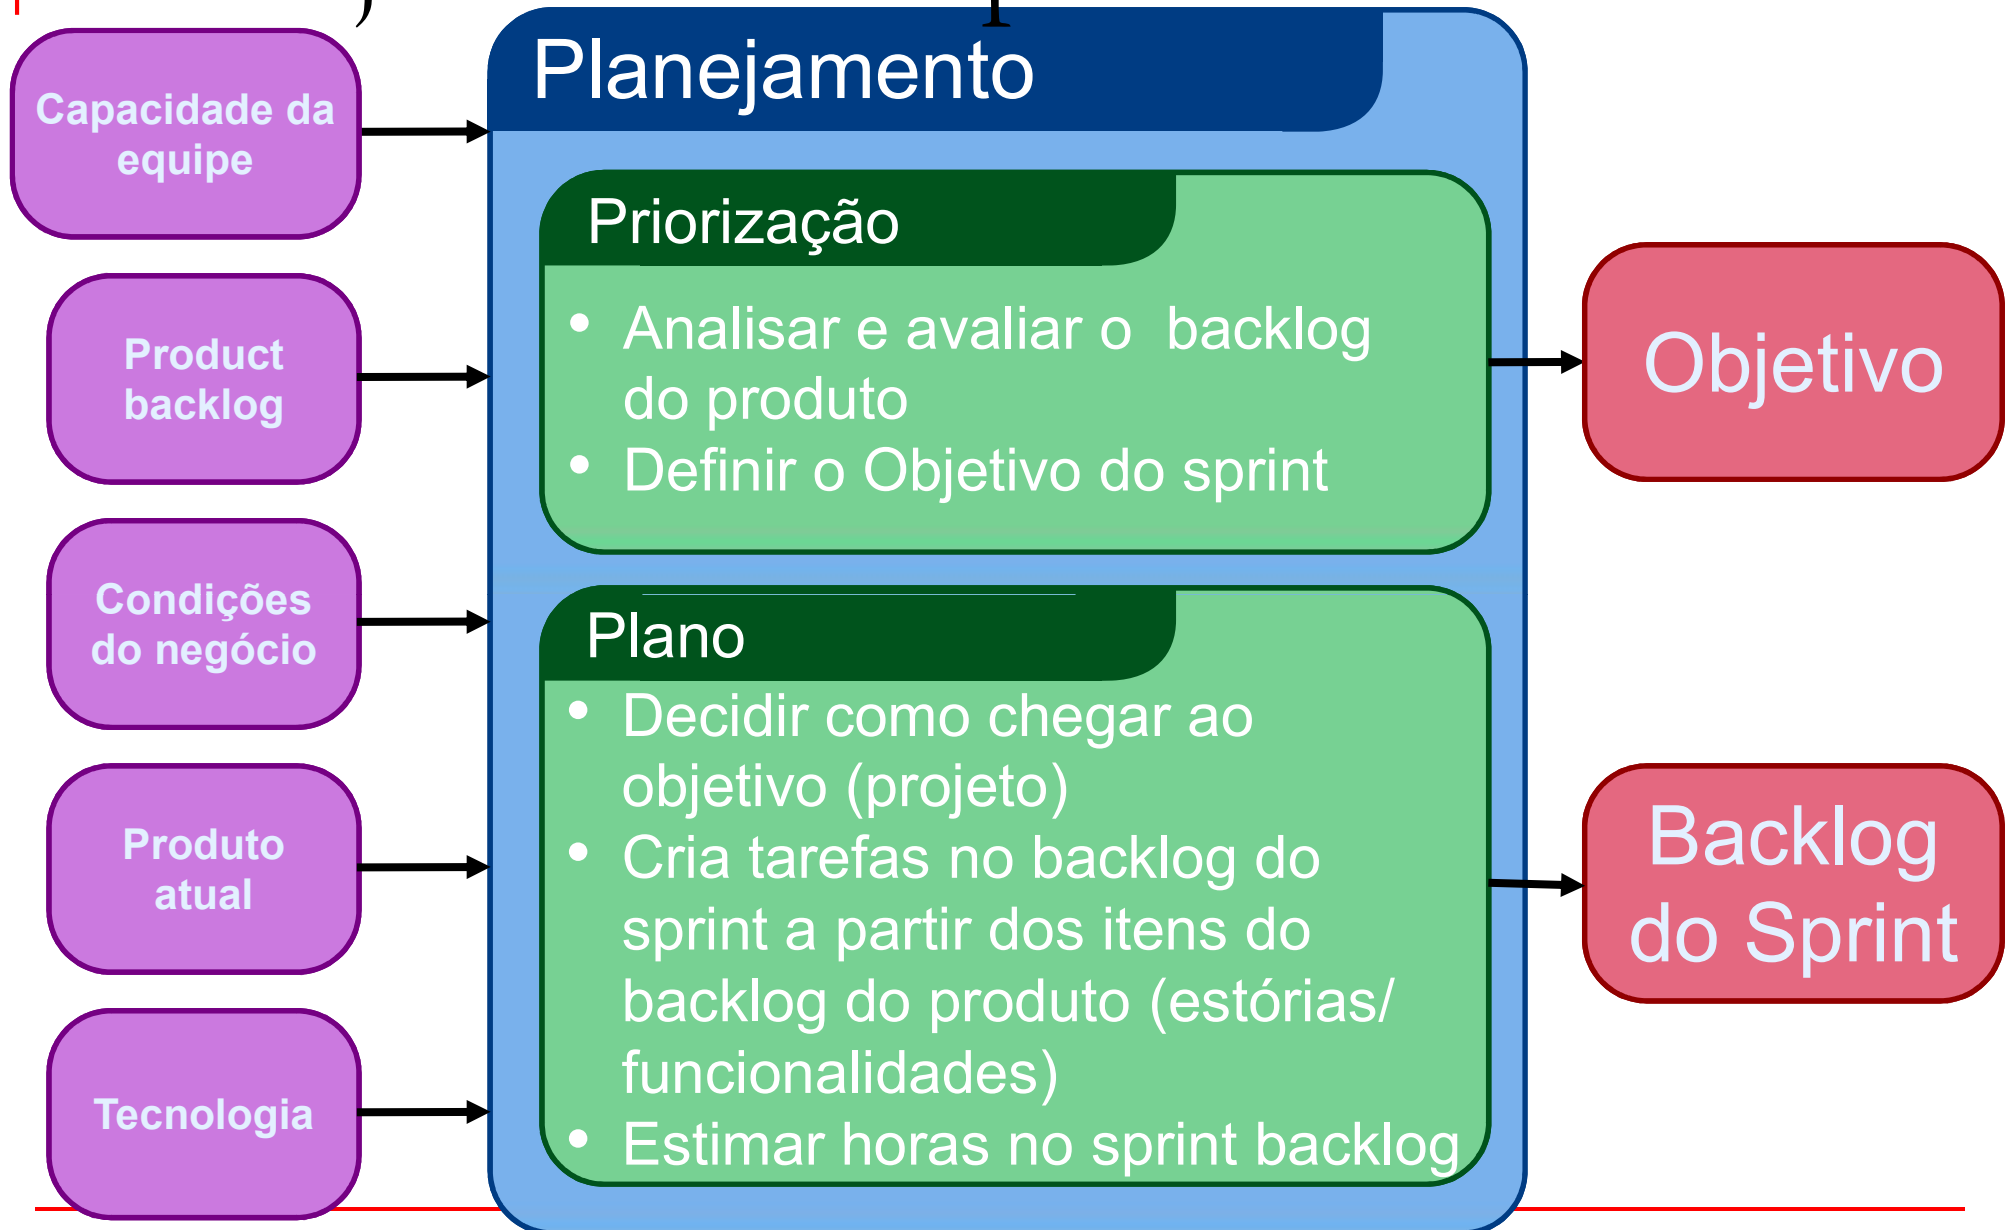 Capacidade da
equipe
Product
backlog
Condições
do negócio
Produto
atual
Tecnologia
Planejamento
Priorização
• Analisar e avaliar o backlog
do produto
• Definir o Objetivo do sprint
Plano
• Decidir como chegar ao
objetivo (projeto)
• Cria tarefas no backlog do
sprint a partir dos itens do
backlog do produto (estórias/
funcionalidades)
• Estimar horas no sprint backlog
Objetivo
Backlog
do Sprint